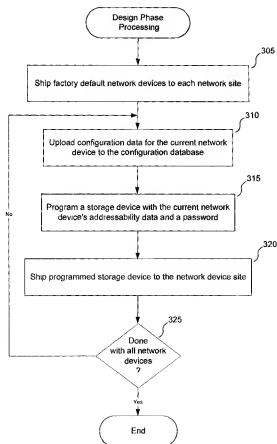 Design Phase
Processing
305
Ship factory default network devices to each network site
310
Upload configuration data for the current network
device to the configuration database
315
Program a storage device with the current network
device's addressability data and a password
320
Ship programmed storage device to the network device site
325
Done
with all network
devices
?
No
Yes
End